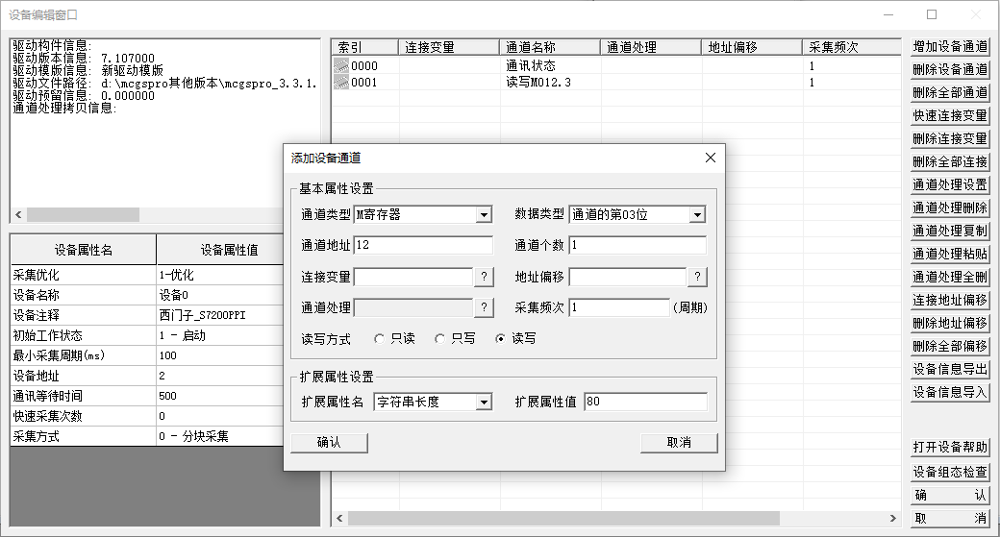 设备编辑窗口
驱动构件信息:
驱动版本信息: 7.107000
驱动模版信息: 新驱动模版
驱动文件路径: d:\mcgspro其他版本\mcgspro_3.3.1.
驱动预留信息: 0.000000
通道处理拷贝信息:
设备属性名 设备属性值
采集优化 1-优化
设备名称 设备0
设备注释 西门子_S7200PPI
初始工作状态 1 - 启动
最小采集周期(ms) 100
设备地址 2
通讯等待时间 500
快速采集次数 0
采集方式 0 - 分块采集
索引 连接变量 通道名称 通道处理 地址偏移 采集频次
0000 通讯状态 1
0001 读写M012.3 1
添加设备通道
基本属性设置
通道类型 M寄存器 数据类型 通道的第03位
通道地址 12 通道个数 1
连接变量 ? 地址偏移 ?
通道处理 ? 采集频次 1 (周期)
读写方式 只读 只写 读写
扩展属性设置
扩展属性名 字符串长度 扩展属性值 80
确认 取消
增加设备通道
删除设备通道
删除全部通道
快速连接变量
删除连接变量
删除全部连接
通道处理设置
通道处理删除
通道处理复制
通道处理粘贴
通道处理全删
连接地址偏移
删除地址偏移
删除全部偏移
设备信息导出
设备信息导入
打开设备帮助
设备组态检查
确 认
取 消